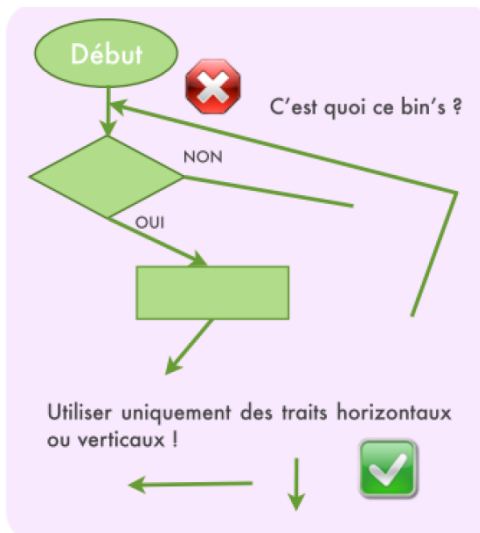 Début
C'est quoi ce bin's ?
NON
OUI
Utiliser uniquement des traits horizontaux
ou verticaux !